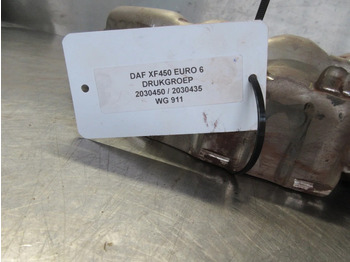 DAF XF450 EURO 6
DRUKGROEP
2030450 / 2030435
WG 911